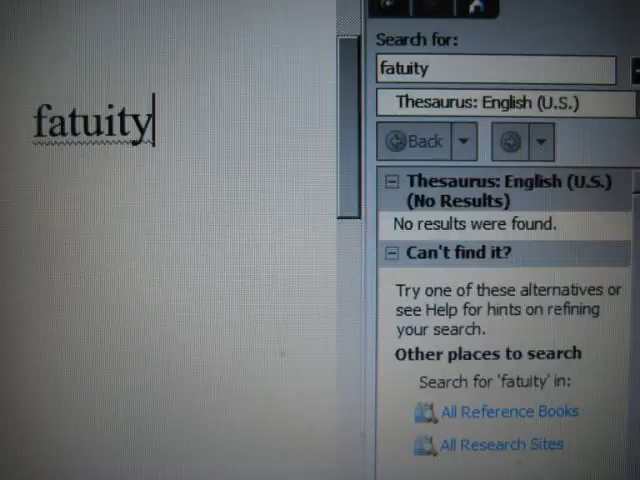 fatuity
Search for:
fatuity
Thesaurus: English (U.S.)
Back
Thesaurus: English (U.S.)
(No Results)
No results were found.
Can't find it?
Try one of these alternatives or
see Help for hints on refining
your search.
Other places to search
Search for 'fatuity' in:
All Reference Books
All Research Sites